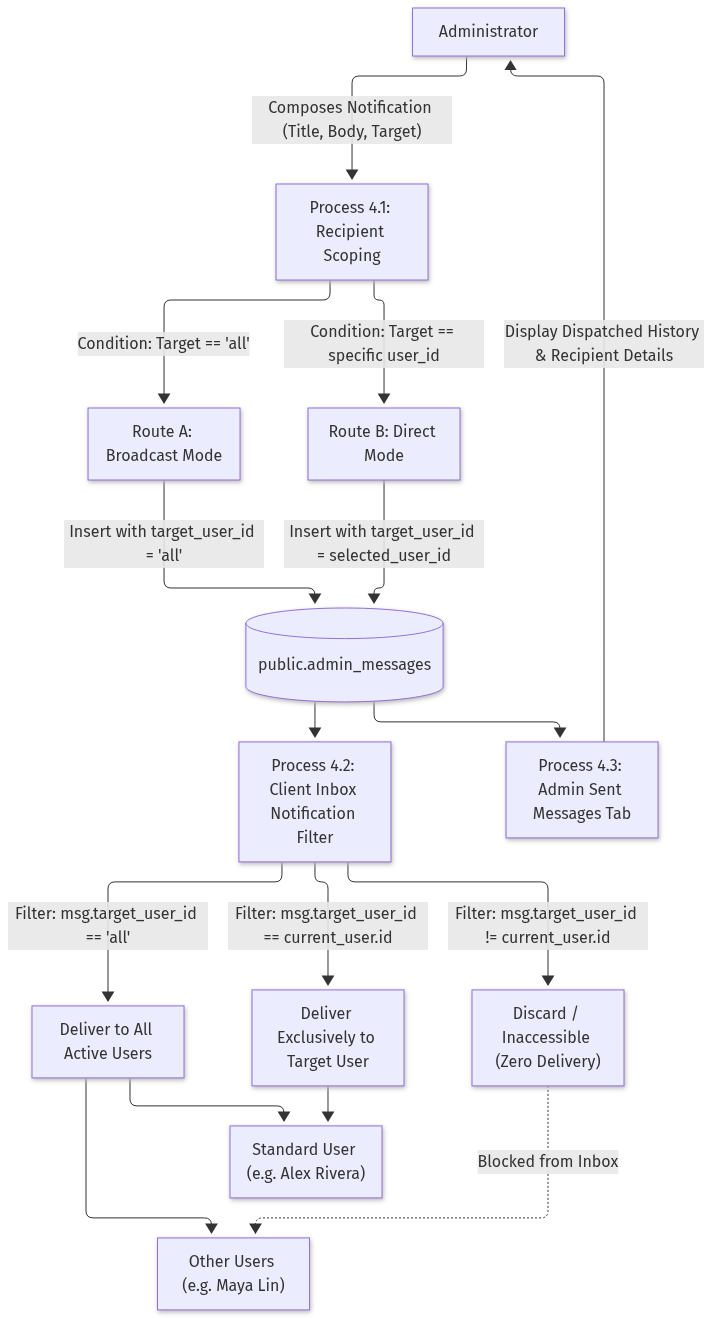 Administrator
Composes Notification
(Title, Body, Target)
Process 4.1:
Recipient
Scoping
Condition: Target == 'all'
Condition: Target ==
specific user_id
Display Dispatched History
& Recipient Details
Route A:
Broadcast Mode
Route B: Direct
Mode
Insert with target_user_id
= 'all'
Insert with target_user_id
= selected_user_id
public.admin_messages
Process 4.2:
Client Inbox
Notification
Filter
Process 4.3:
Admin Sent
Messages Tab
Filter: msg.target_user_id
== 'all'
Filter: msg.target_user_id
== current_user.id
Filter: msg.target_user_id
!= current_user.id
Deliver to All
Active Users
Deliver
Exclusively to
Target User
Discard /
Inaccessible
(Zero Delivery)
Standard User
(e.g. Alex Rivera)
Blocked from Inbox
Other Users
(e.g. Maya Lin)